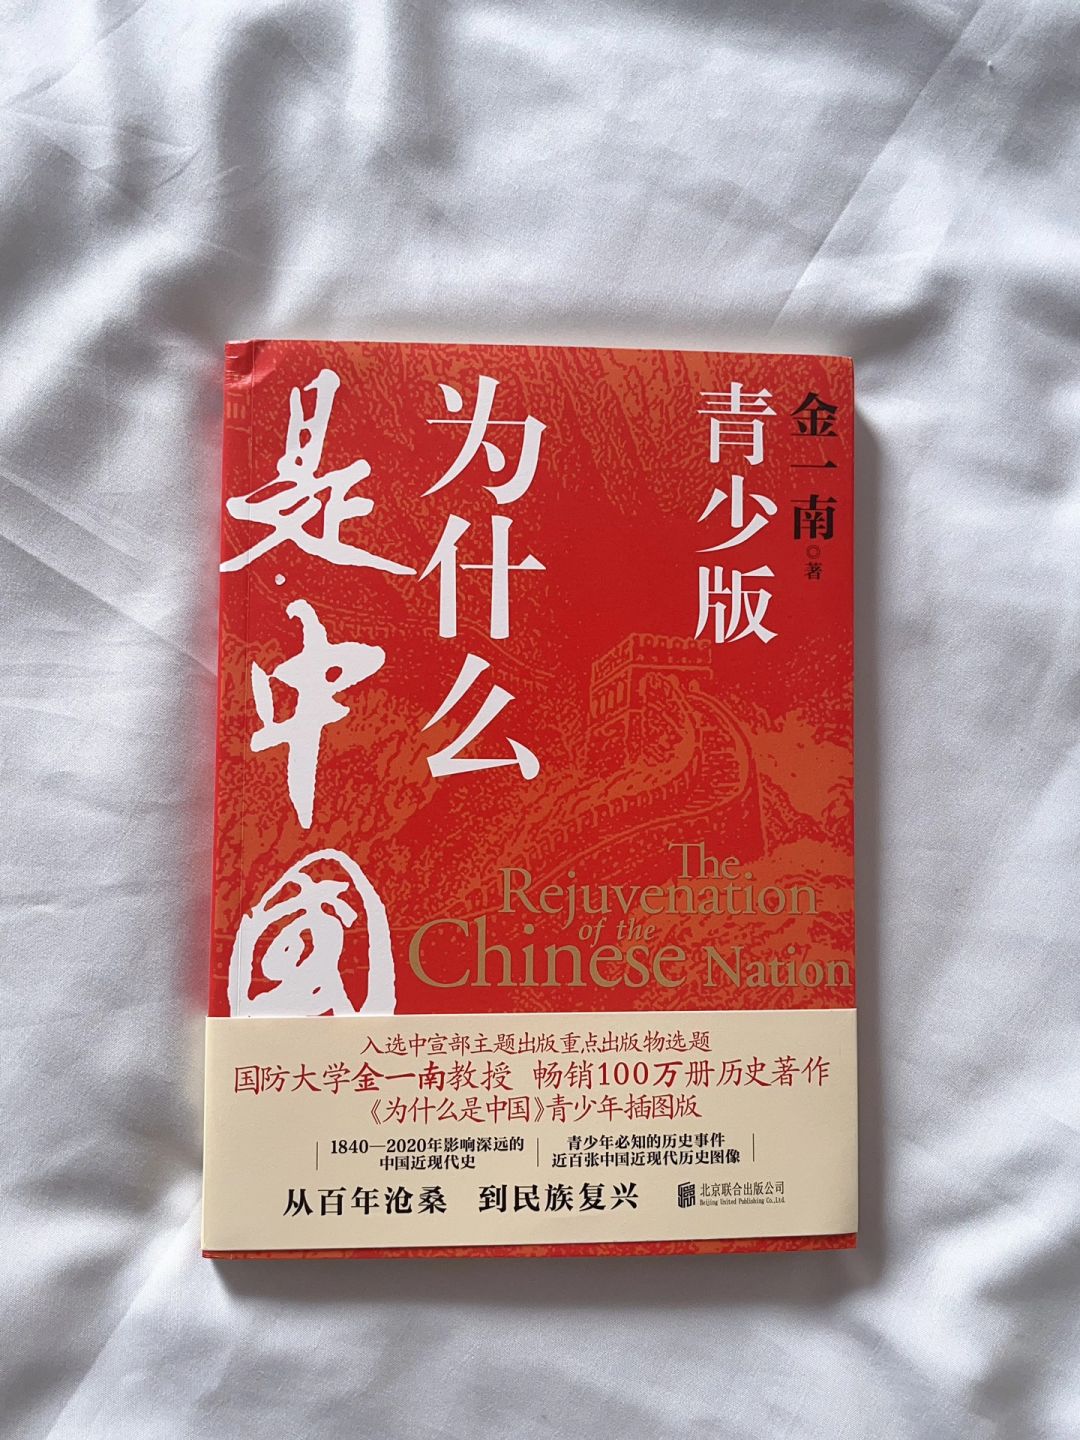 金一南◎著
青少版
为什么
是中國
The
Rejuvenation
of the
Chinese Nation
入选中宣部主题出版重点出版物选题
国防大学金一南教授 畅销100万册历史著作
《为什么是中国》青少年插图版
1840—2020年影响深远的
中国近现代史
青少年必知的历史事件
近百张中国近现代历史图像
从百年沧桑 到民族复兴
北京联合出版公司
Beijing United Publishing Co.,Ltd.